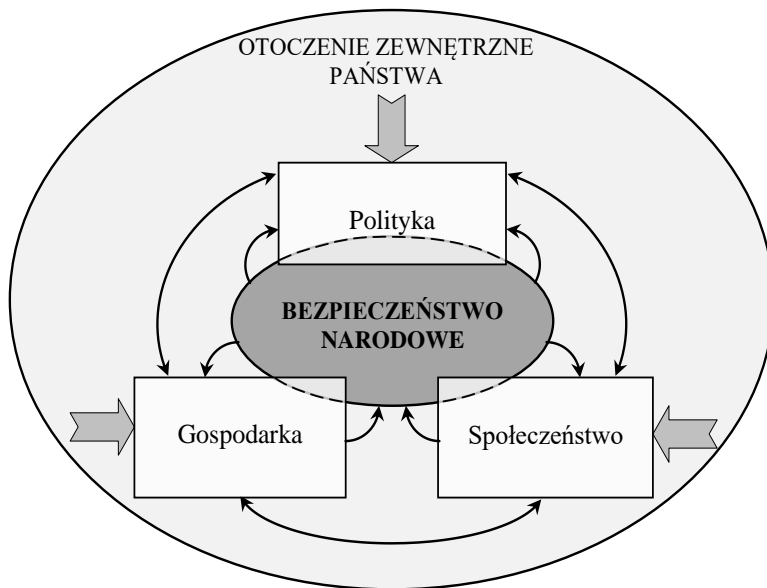 OTOCZENIE ZEWNĘTRZNE
PAŃSTWA
Polityka
BEZPIECZEŃSTWO
NARODOWE
Gospodarka
Społeczeństwo